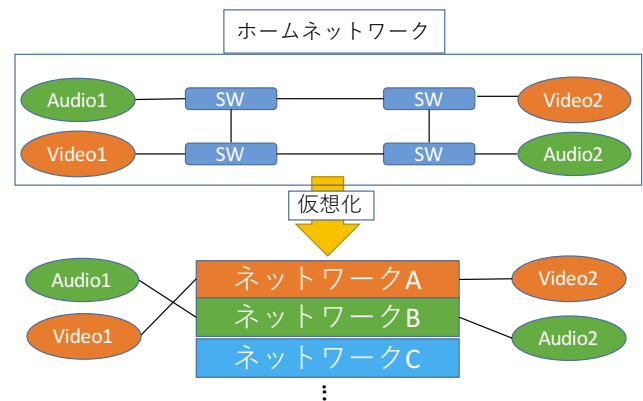 ホームネットワーク
Audio1
SW
SW
Video2
Video1
SW
SW
Audio2
仮想化
Audio1
ネットワークA
Video2
ネットワークB
Video1
Audio2
ネットワークC
⋮